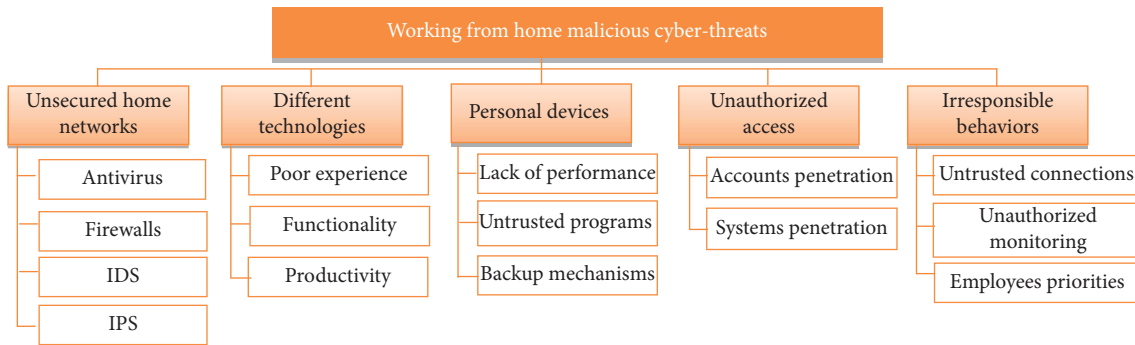 Working from home malicious cyber-threats
Unsecured home
networks
Antivirus
Firewalls
IDS
IPS
Different
technologies
Poor experience
Functionality
Productivity
Personal devices
Lack of performance
Untrusted programs
Backup mechanisms
Unauthorized
access
Accounts penetration
Systems penetration
Irresponsible
behaviors
Untrusted connections
Unauthorized
monitoring
Employees priorities